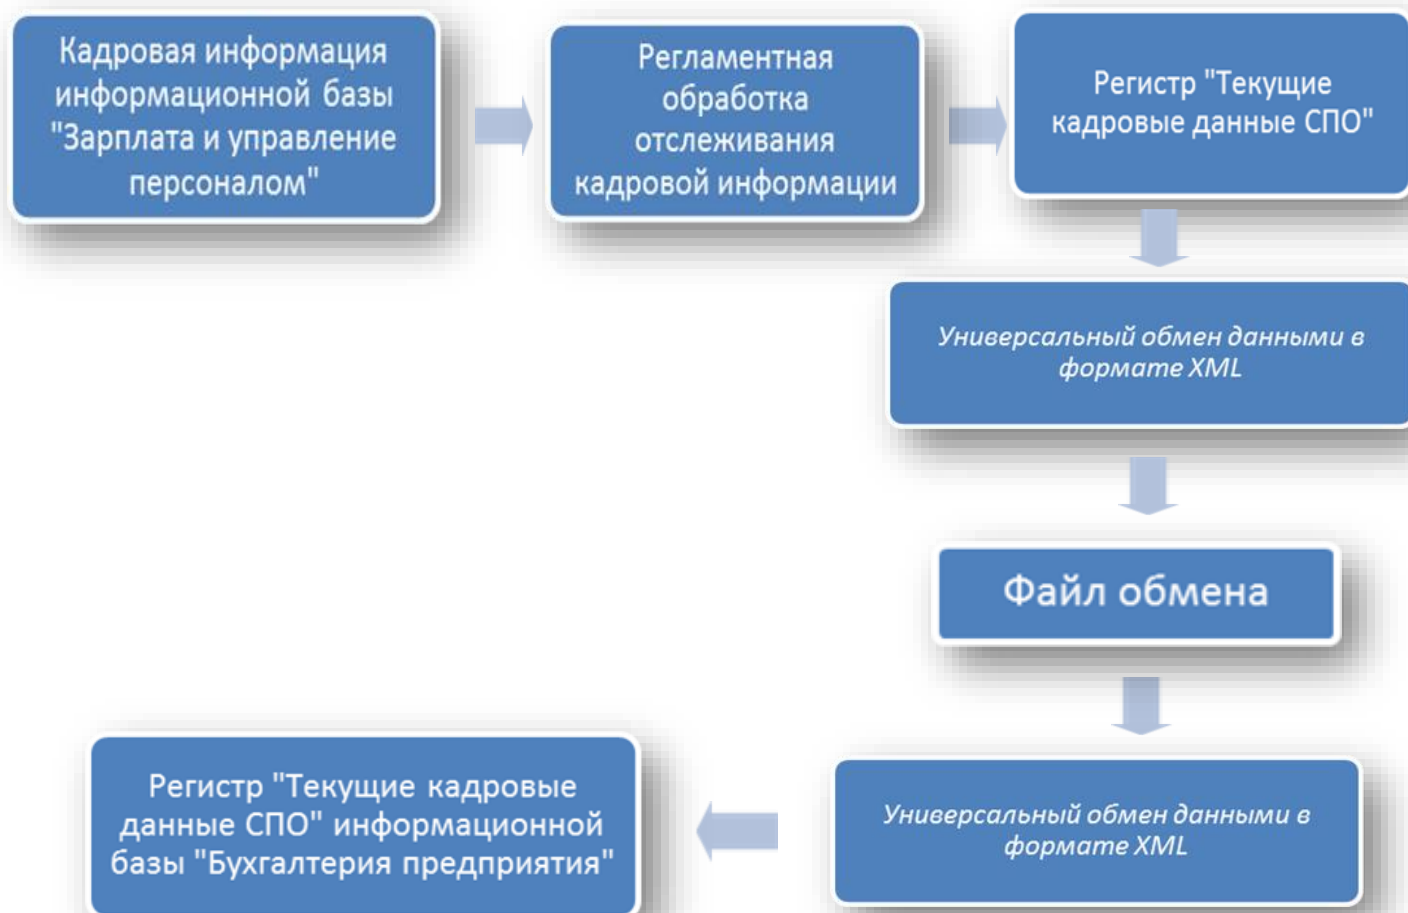 Кадровая информация
информационной базы
"Зарплата и управление
персоналом"
Регламентная
обработка
отслеживания
кадровой информации
Регистр "Текущие
кадровые данные СПО"
Универсальный обмен данными в
формате XML
Файл обмена
Универсальный обмен данными в
формате XML
Регистр "Текущие кадровые
данные СПО" информационной
базы "Бухгалтерия предприятия"